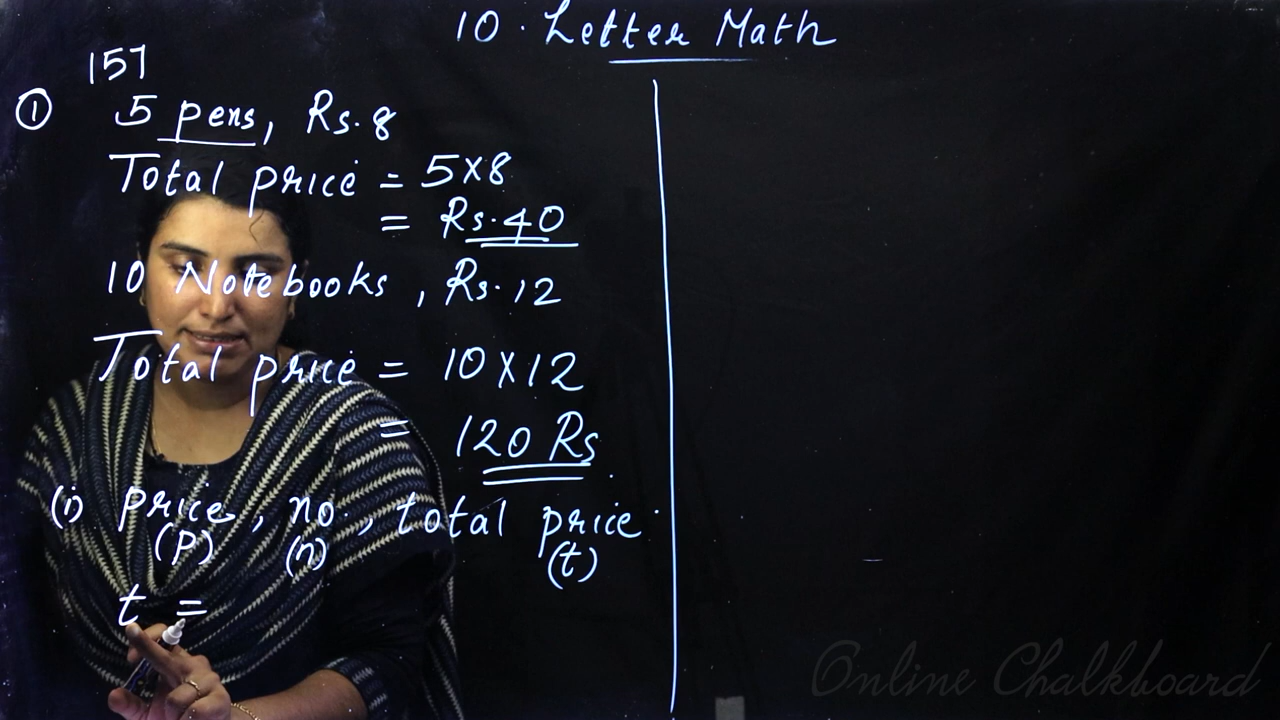 10. Letter Math
157
① 5 pens, Rs. 8
Total price = 5×8
= Rs. 40
10 Notebooks, Rs. 12
Total price = 10×12
= 120 Rs.
(i) price, no., total price.
(p) (n) (t)
t =
Online Chalkboard